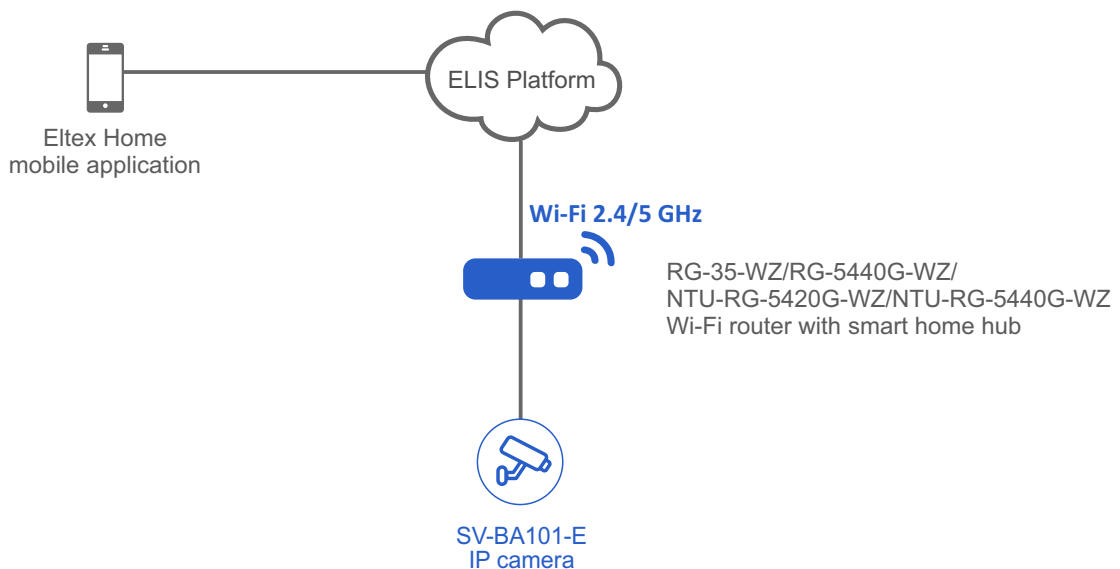 ELIS Platform
Eltex Home
mobile application
Wi-Fi 2.4/5 GHz
RG-35-WZ/RG-5440G-WZ/
NTU-RG-5420G-WZ/NTU-RG-5440G-WZ
Wi-Fi router with smart home hub
SV-BA101-E
IP camera